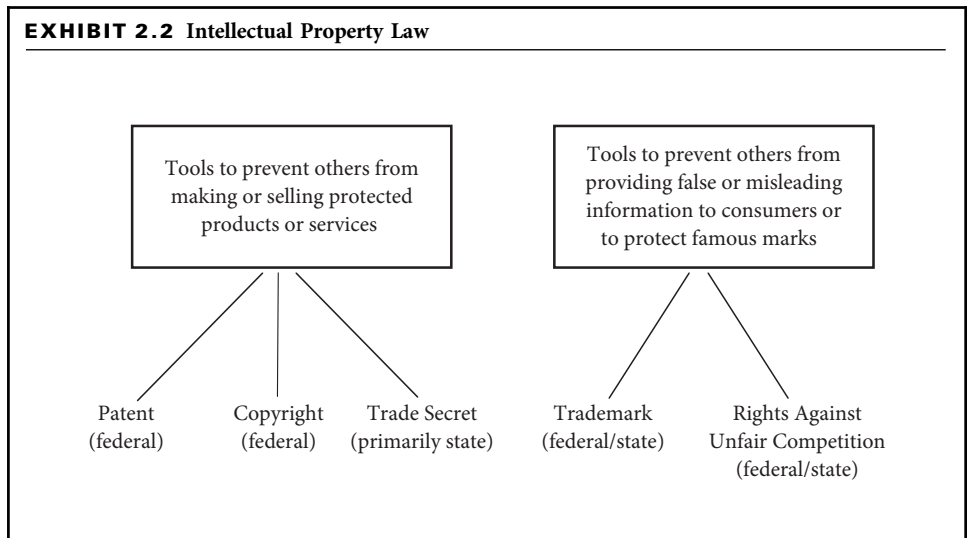 EXHIBIT 2.2 Intellectual Property Law
Tools to prevent others from
making or selling protected
products or services
Tools to prevent others from
providing false or misleading
information to consumers or
to protect famous marks
Patent
(federal)
Copyright
(federal)
Trade Secret
(primarily state)
Trademark
(federal/state)
Rights Against
Unfair Competition
(federal/state)